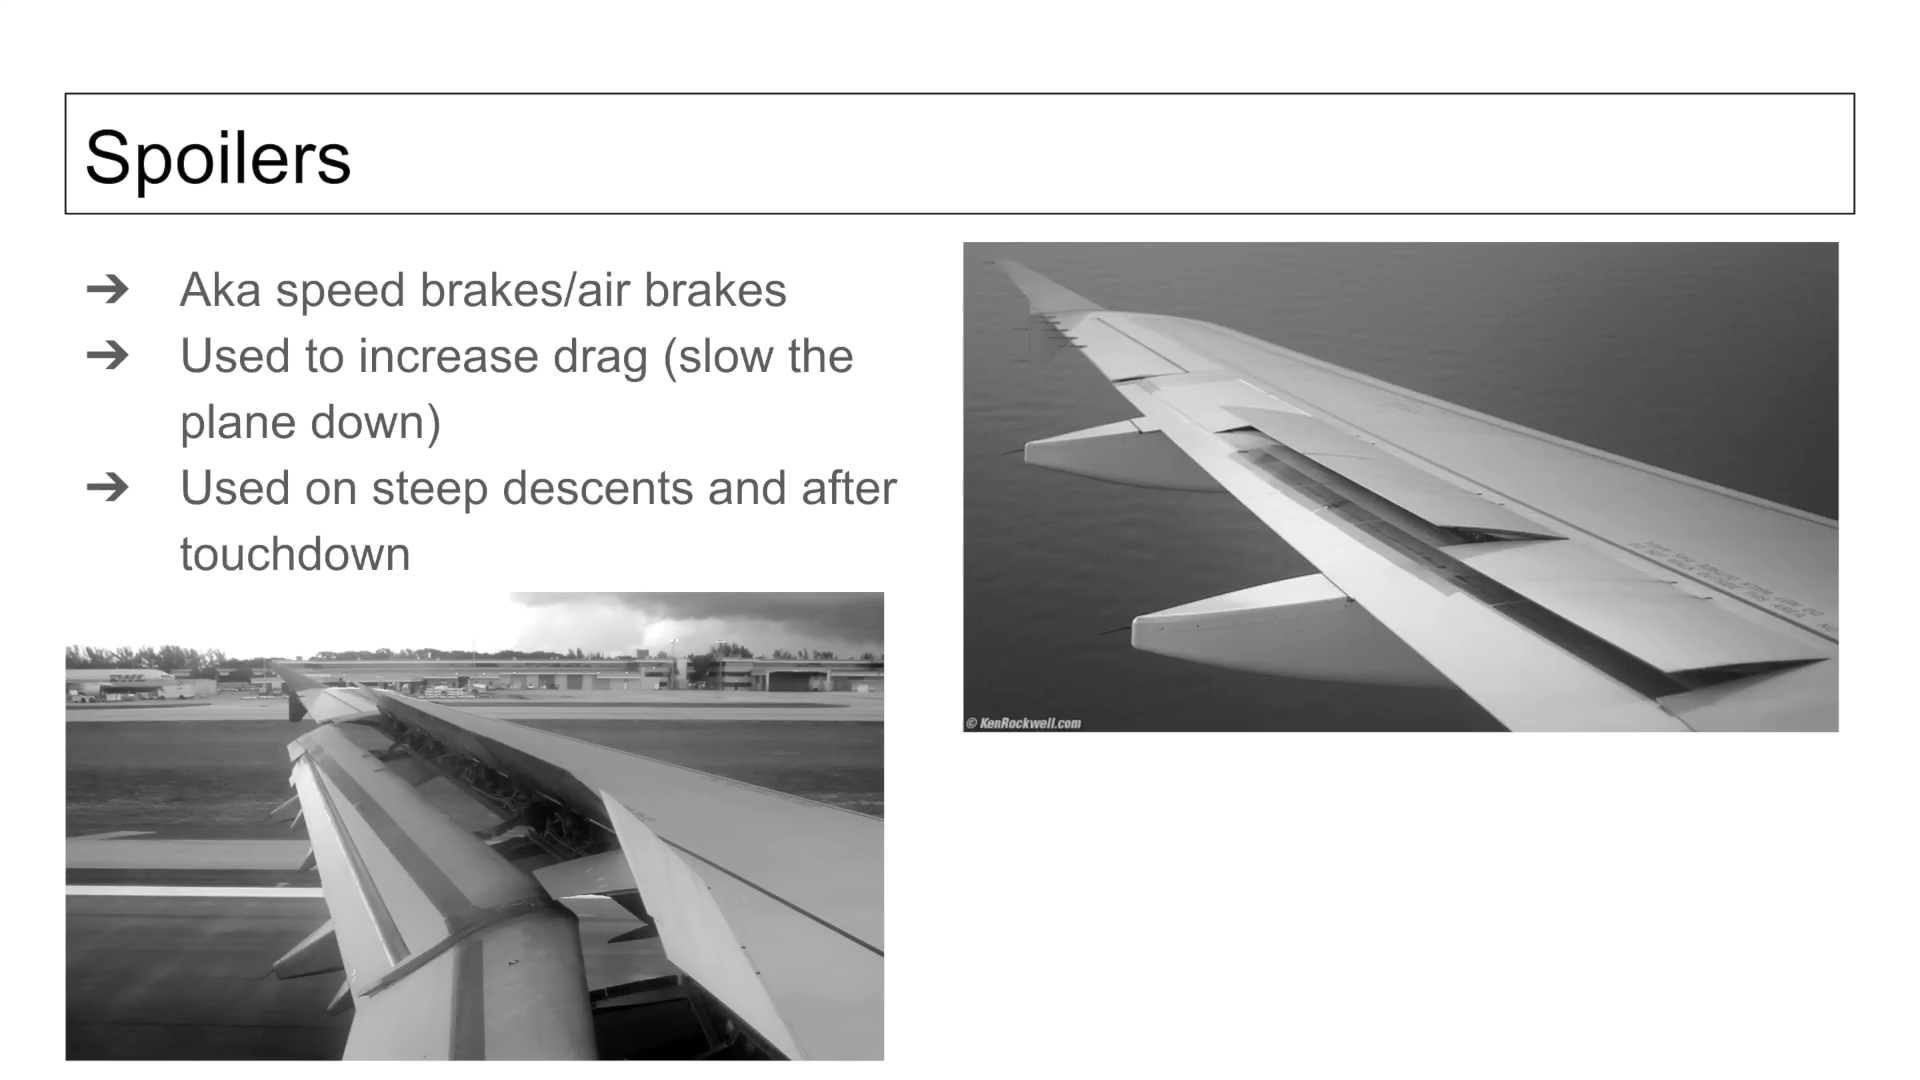 Spoilers
➔ Aka speed brakes/air brakes
➔ Used to increase drag (slow the
plane down)
➔ Used on steep descents and after
touchdown
© KenRockwell.com
DHL